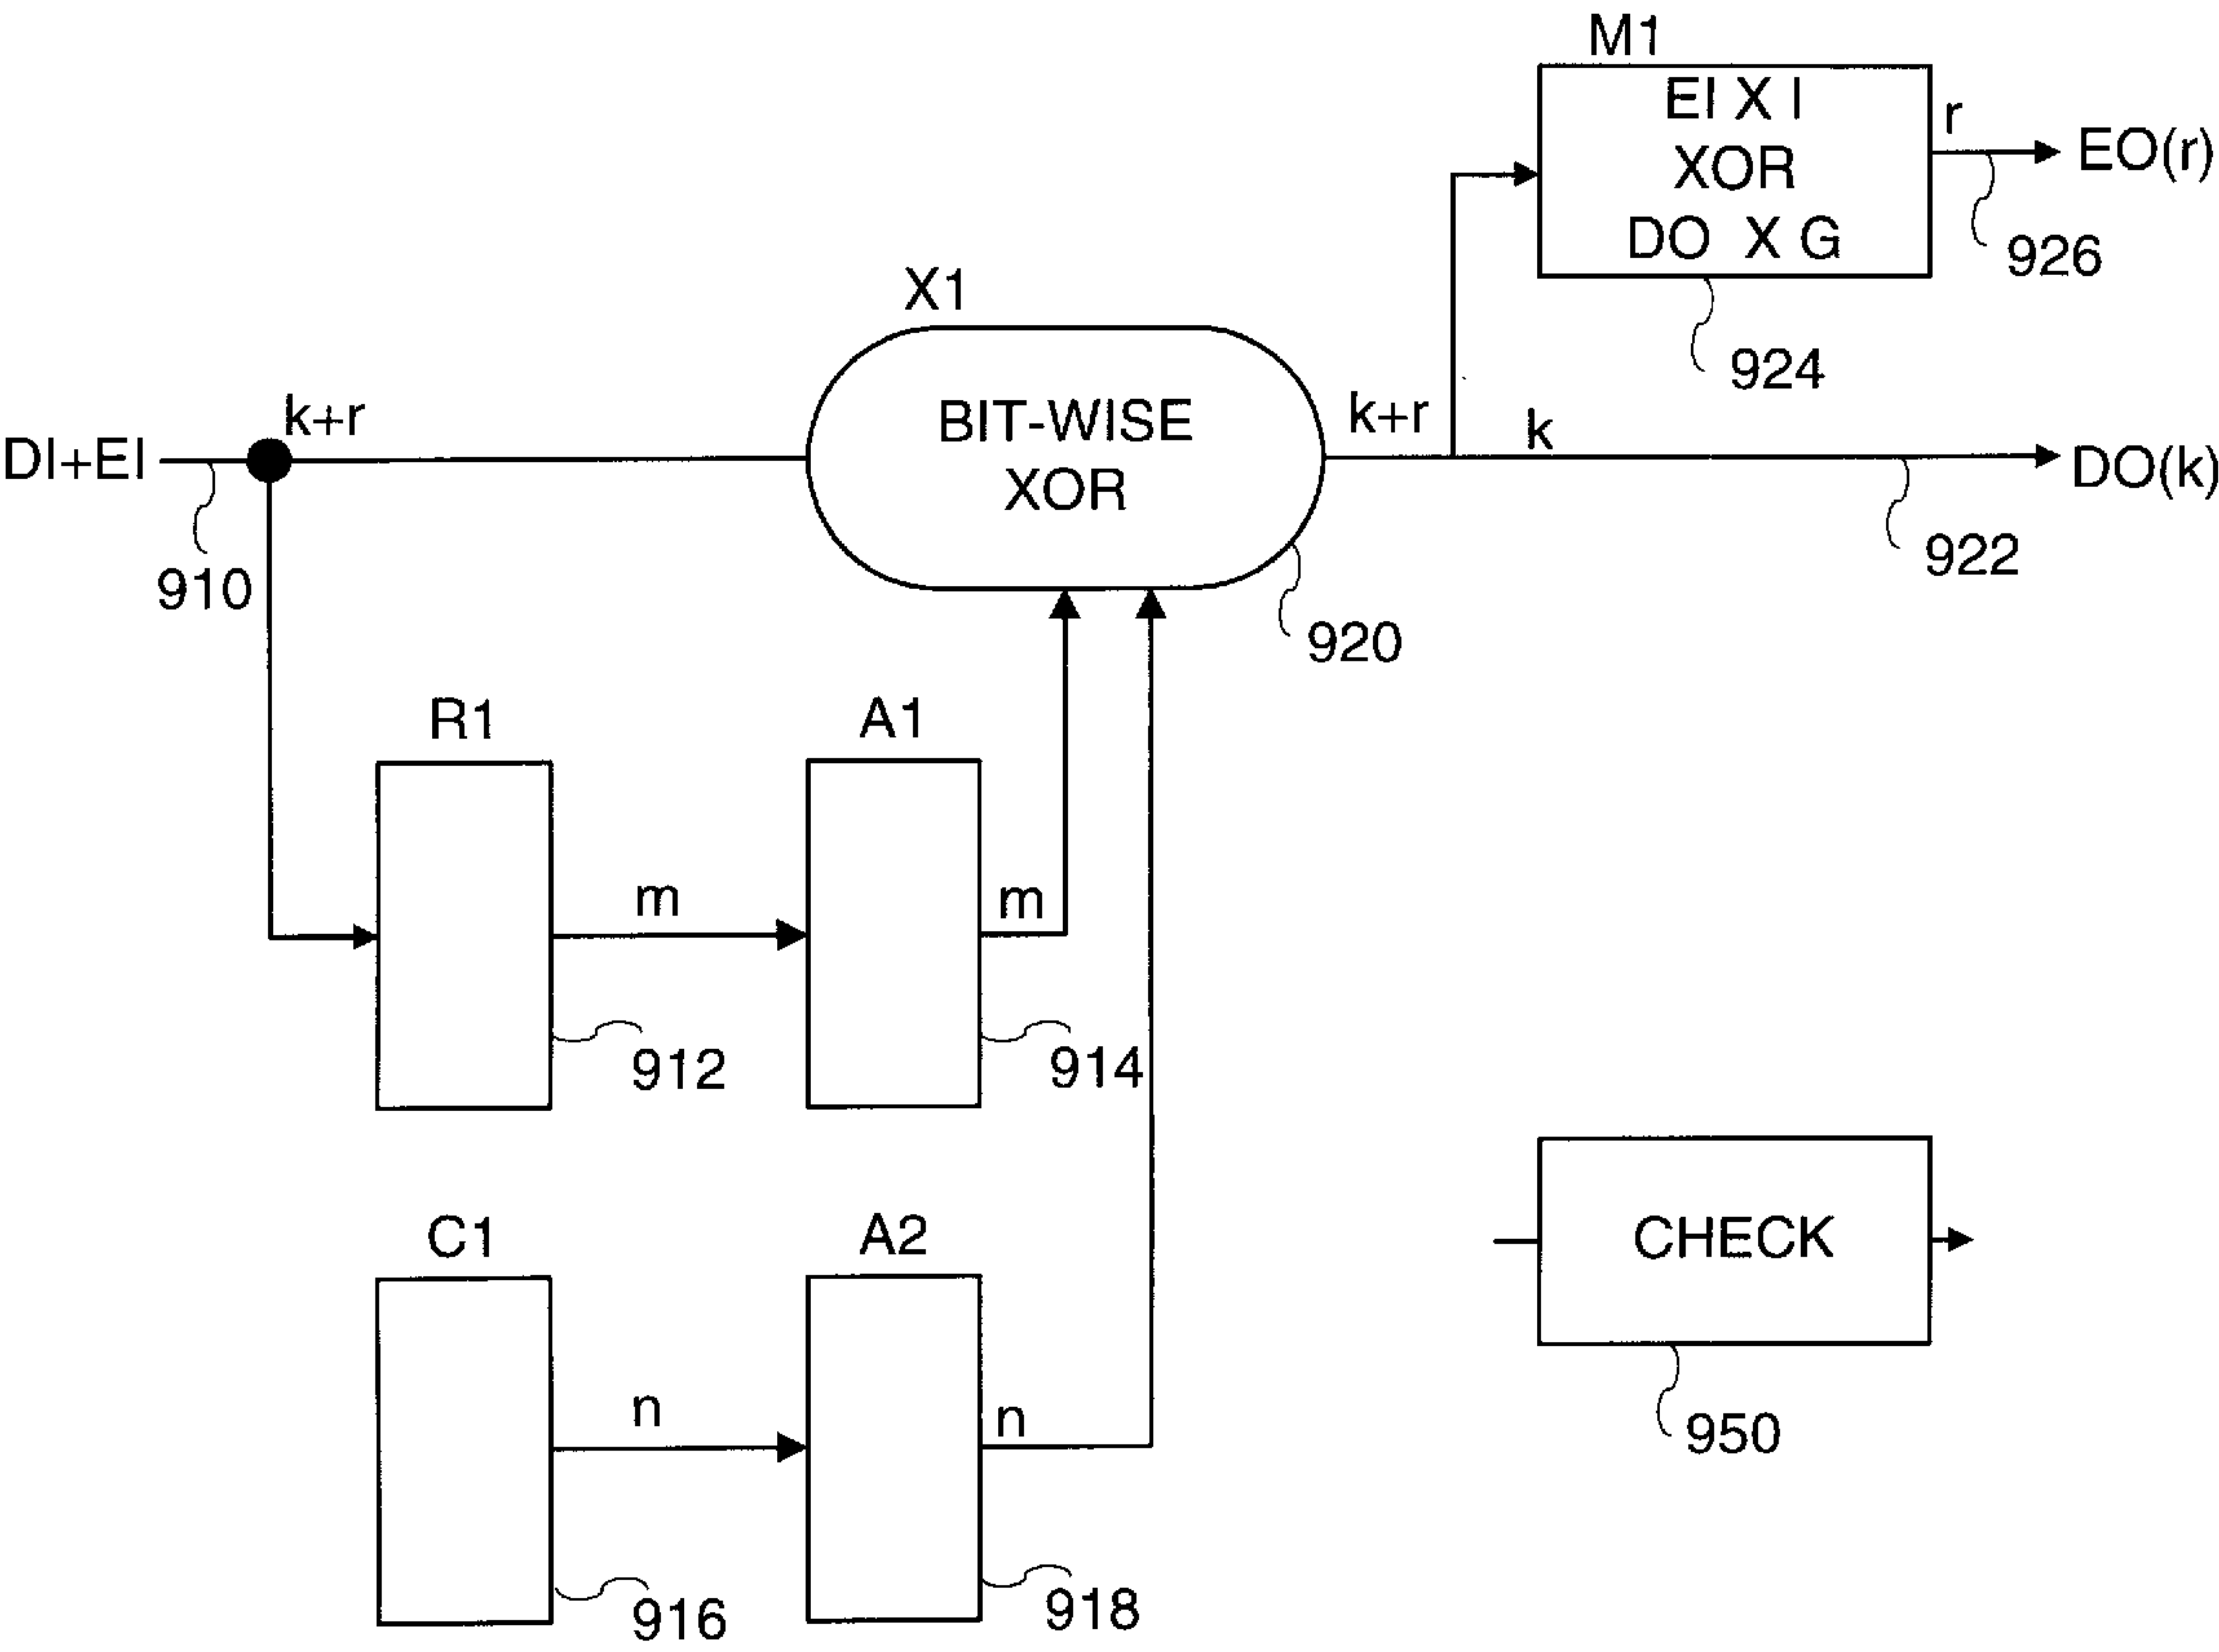 M1
EI X I
XOR
DO X G
r
EO(r)
926
924
X1
BIT-WISE
XOR
DI+EI
k+r
k+r
k
DO(k)
910
922
920
R1
A1
m
m
912
914
C1
A2
CHECK
n
n
950
916
918